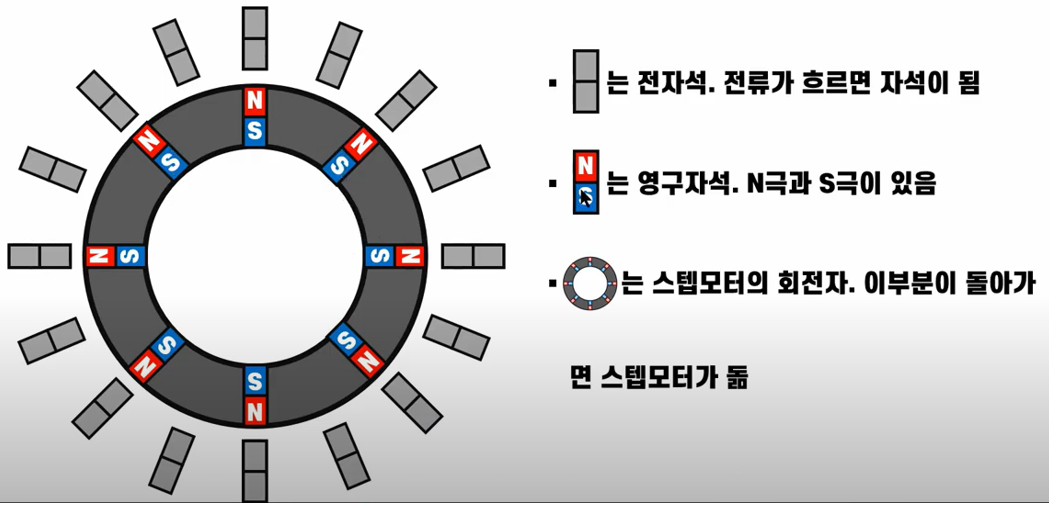 N
S
N
S
N
S
N
S
S
N
S
N
S
N
S
N
▪ 는 전자석. 전류가 흐르면 자석이 됨
▪ N S 는 영구자석. N극과 S극이 있음
▪ 는 스텝모터의 회전자. 이부분이 돌아가
면 스텝모터가 돎